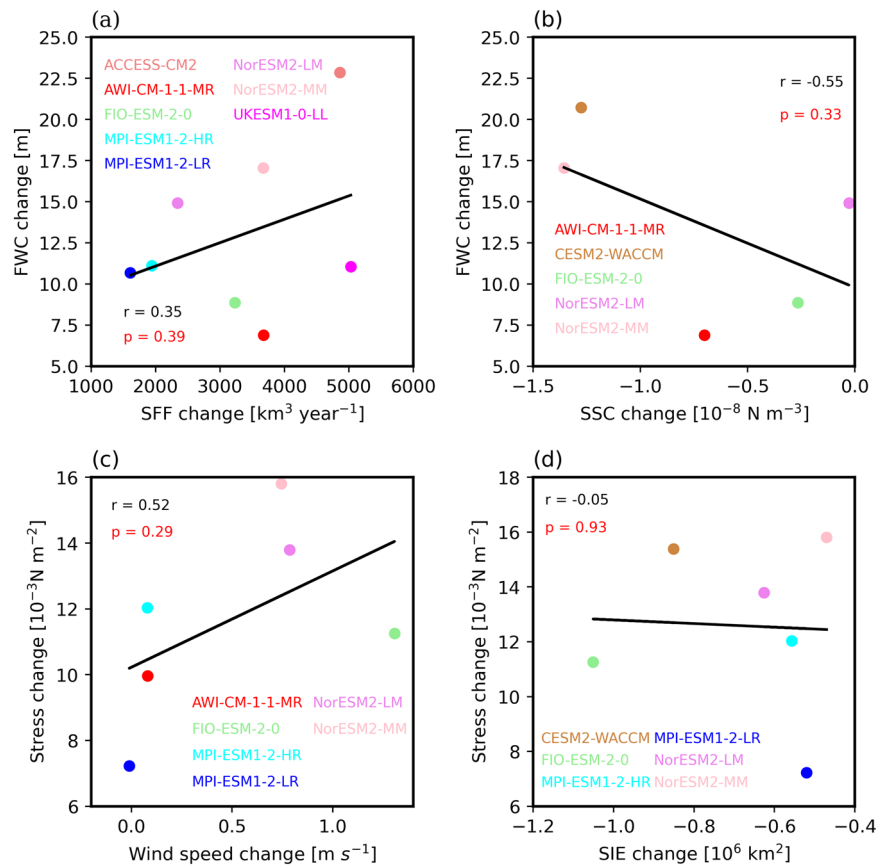 (a)
FWC change [m]
25.0
22.5
20.0
17.5
15.0
12.5
10.0
7.5
5.0
ACCESS-CM2 NorESM2-LM
AWI-CM-1-1-MR NorESM2-MM
FIO-ESM-2-0 UKESM1-0-LL
MPI-ESM1-2-HR
MPI-ESM1-2-LR
r = 0.35
p = 0.39
1000 2000 3000 4000 5000 6000
SFF change [km³ year⁻¹]
(b)
FWC change [m]
25.0
22.5
20.0
17.5
15.0
12.5
10.0
7.5
5.0
r = -0.55
p = 0.33
AWI-CM-1-1-MR
CESM2-WACCM
FIO-ESM-2-0
NorESM2-LM
NorESM2-MM
−1.5 −1.0 −0.5 0.0
SSC change [10⁻⁸ N m⁻³]
(c)
Stress change [10⁻³N m⁻²]
16
14
12
10
8
6
r = 0.52
p = 0.29
AWI-CM-1-1-MR NorESM2-LM
FIO-ESM-2-0 NorESM2-MM
MPI-ESM1-2-HR
MPI-ESM1-2-LR
0.0 0.5 1.0
Wind speed change [m s⁻¹]
(d)
Stress change [10⁻³N m⁻²]
18
16
14
12
10
8
6
r = -0.05
p = 0.93
CESM2-WACCM MPI-ESM1-2-LR
FIO-ESM-2-0 NorESM2-LM
MPI-ESM1-2-HR NorESM2-MM
−1.2 −1.0 −0.8 −0.6 −0.4
SIE change [10⁶ km²]